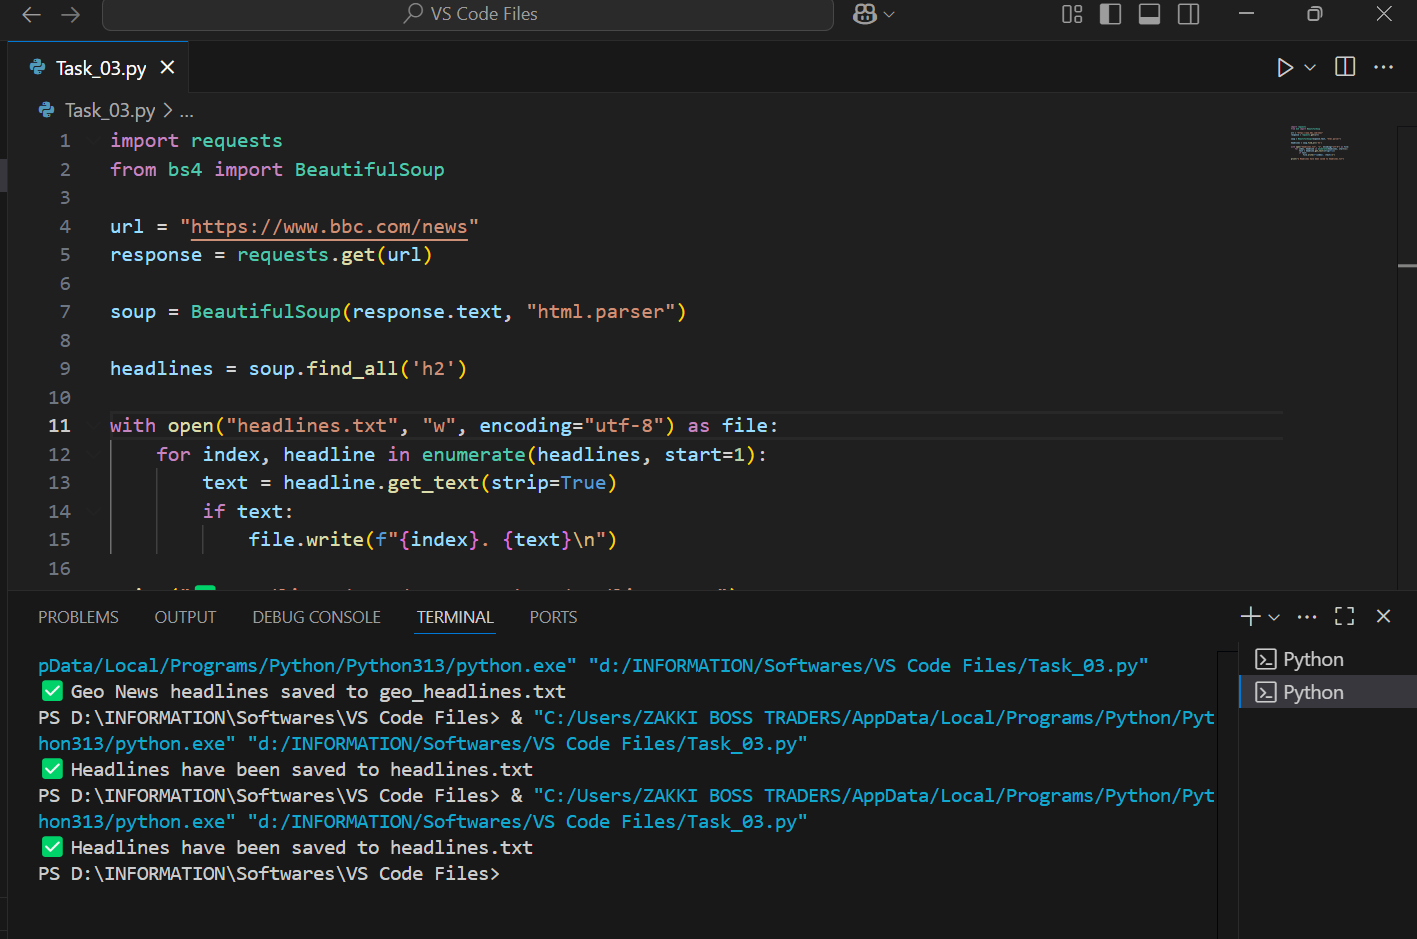 VS Code Files
Task_03.py
Task_03.py > ...
1 import requests
2 from bs4 import BeautifulSoup
3
4 url = "https://www.bbc.com/news"
5 response = requests.get(url)
6
7 soup = BeautifulSoup(response.text, "html.parser")
8
9 headlines = soup.find_all('h2')
10
11 with open("headlines.txt", "w", encoding="utf-8") as file:
12     for index, headline in enumerate(headlines, start=1):
13         text = headline.get_text(strip=True)
14         if text:
15             file.write(f"{index}. {text}\n")
16
PROBLEMS OUTPUT DEBUG CONSOLE TERMINAL PORTS
pData/Local/Programs/Python/Python313/python.exe" "d:/INFORMATION/Softwares/VS Code Files/Task_03.py"
✅ Geo News headlines saved to geo_headlines.txt
PS D:\INFORMATION\Softwares\VS Code Files> & "C:/Users/ZAKKI BOSS TRADERS/AppData/Local/Programs/Python/Pyt
hon313/python.exe" "d:/INFORMATION/Softwares/VS Code Files/Task_03.py"
✅ Headlines have been saved to headlines.txt
PS D:\INFORMATION\Softwares\VS Code Files> & "C:/Users/ZAKKI BOSS TRADERS/AppData/Local/Programs/Python/Pyt
hon313/python.exe" "d:/INFORMATION/Softwares/VS Code Files/Task_03.py"
✅ Headlines have been saved to headlines.txt
PS D:\INFORMATION\Softwares\VS Code Files>
Python
Python